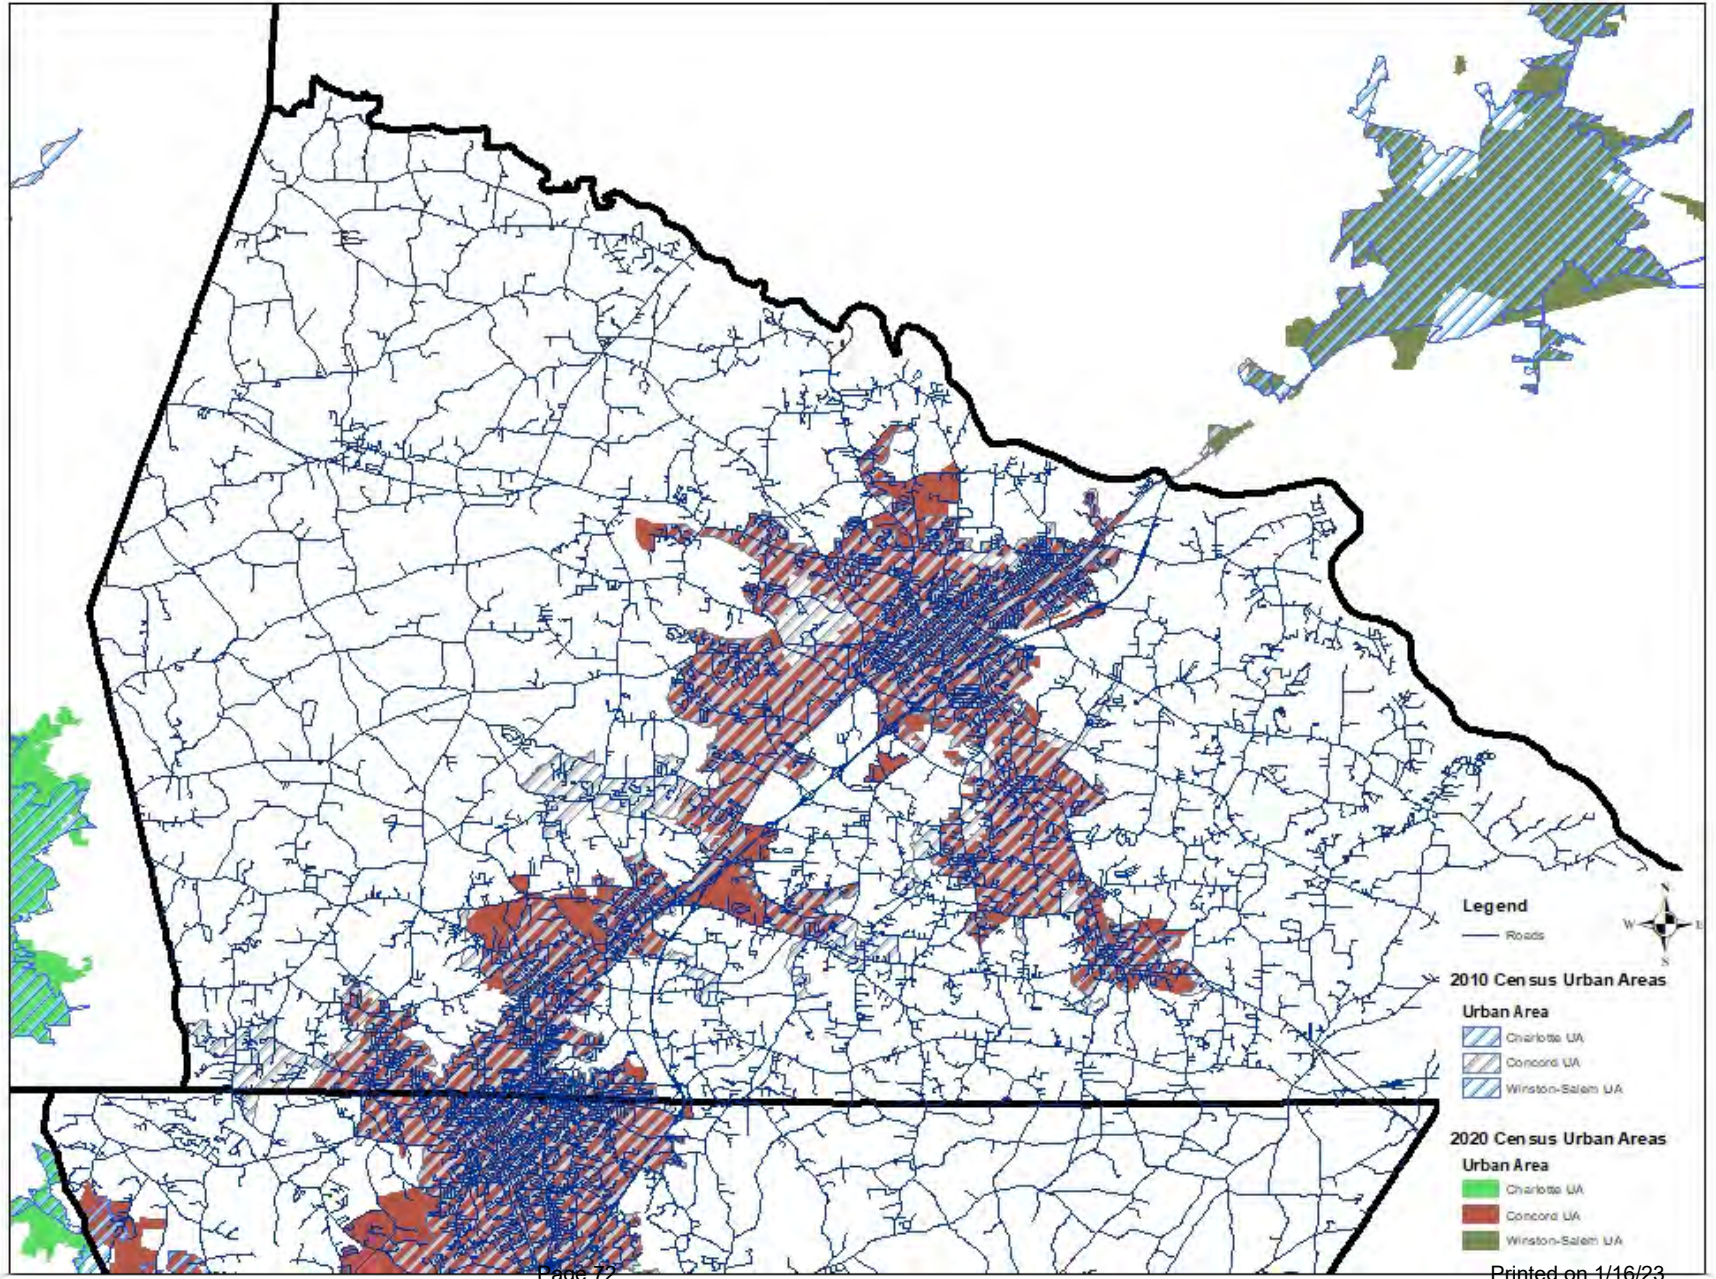 Legend
Roads
N
W
E
S
2010 Census Urban Areas
Urban Area
Charlotte UA
Concord UA
Winston-Salem UA
2020 Census Urban Areas
Urban Area
Charlotte UA
Concord UA
Winston-Salem UA
Page 72
Printed on 1/16/23